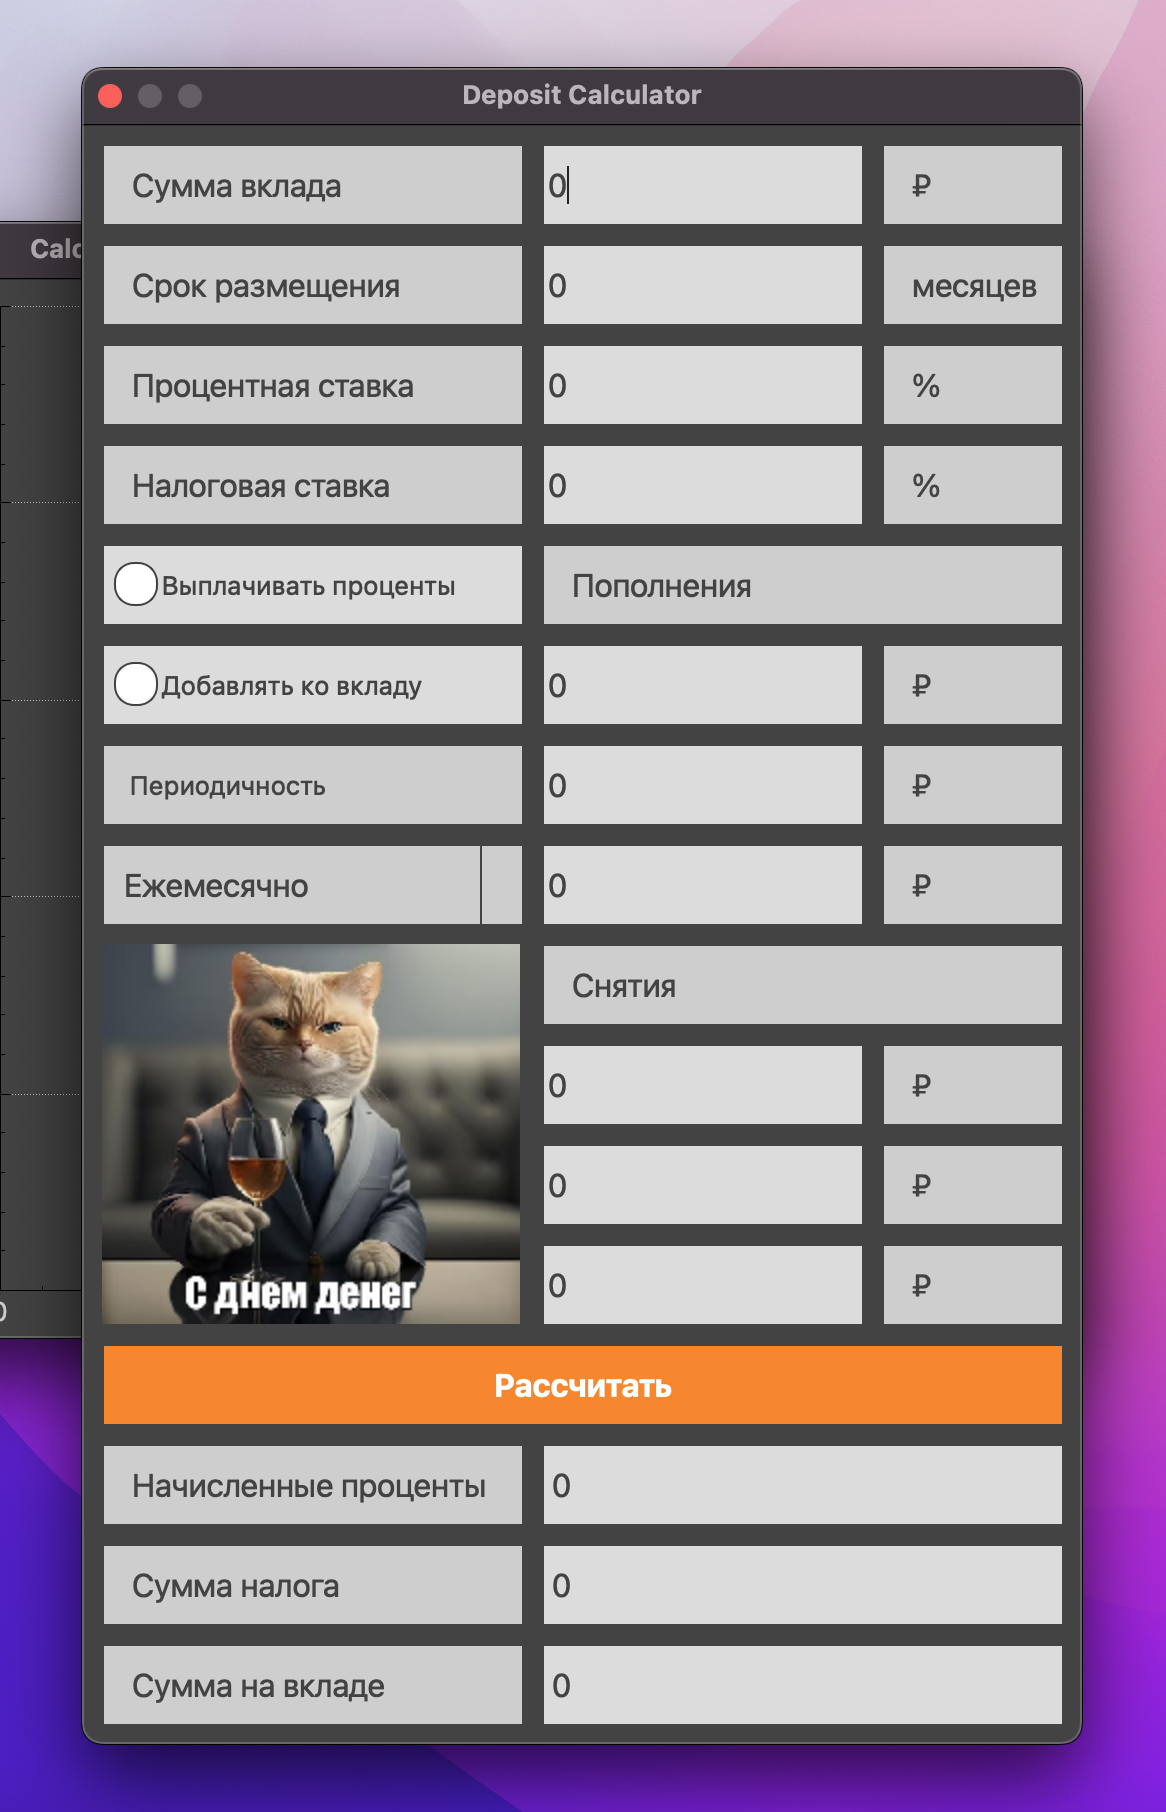 Deposit Calculator
Сумма вклада 0 ₽
Calc
Срок размещения 0 месяцев
Процентная ставка 0 %
Налоговая ставка 0 %
Выплачивать проценты Пополнения
Добавлять ко вкладу 0 ₽
Периодичность 0 ₽
Ежемесячно 0 ₽
Снятия
0 ₽
0 ₽
0 ₽
С днем денег
0
Рассчитать
Начисленные проценты 0
Сумма налога 0
Сумма на вкладе 0